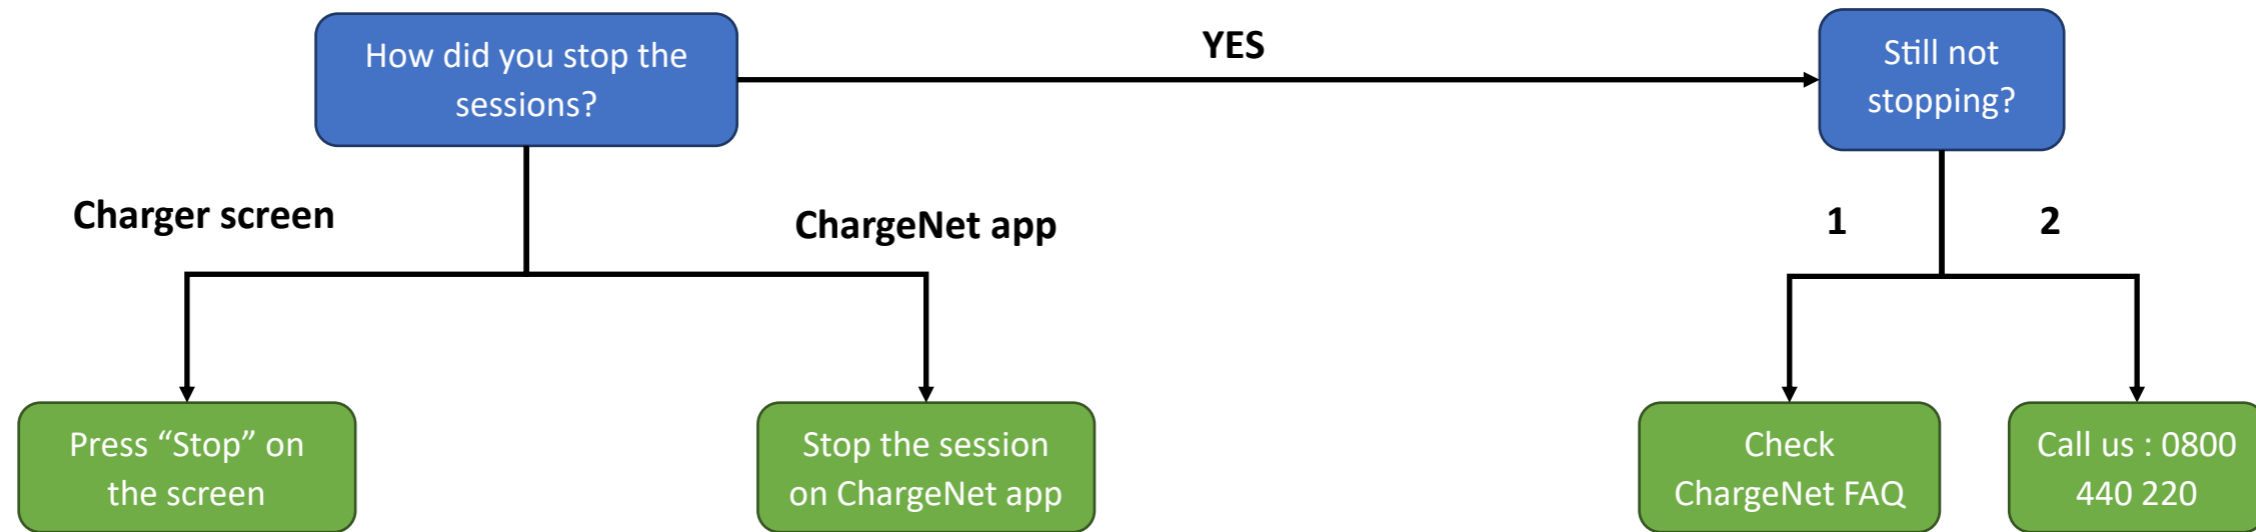 How did you stop the
sessions?
YES
Still not
stopping?
Charger screen
ChargeNet app
1
2
Press “Stop” on
the screen
Stop the session
on ChargeNet app
Check
ChargeNet FAQ
Call us : 0800
440 220